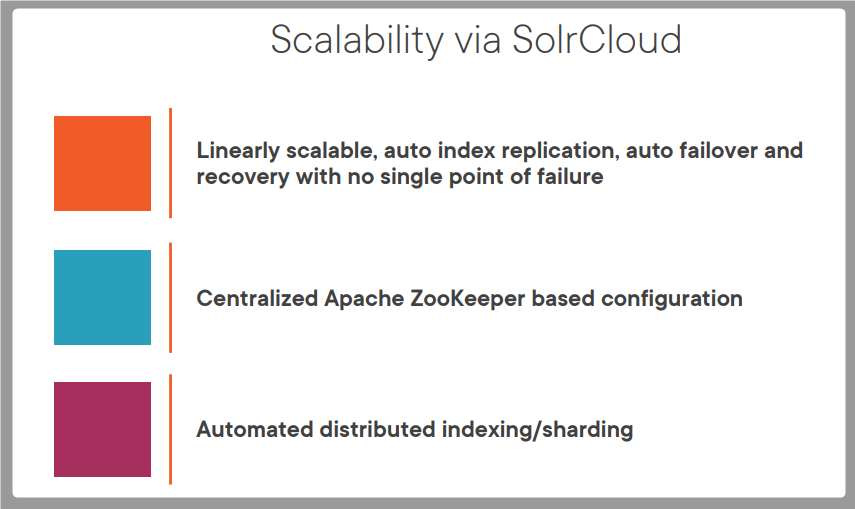 Scalability via SolrCloud
Linearly scalable, auto index replication, auto failover and
recovery with no single point of failure
Centralized Apache ZooKeeper based configuration
Automated distributed indexing/sharding